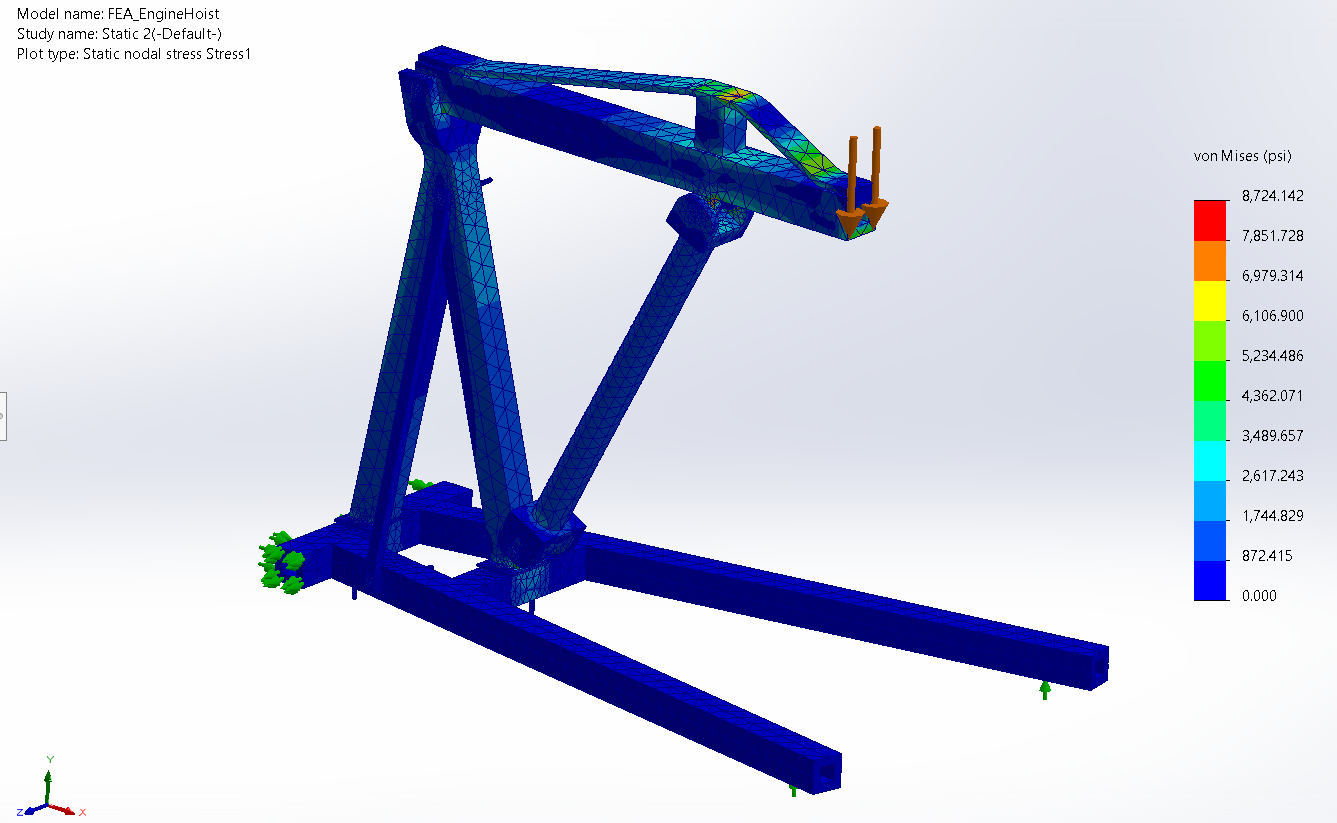 Model name: FEA_EngineHoist
Study name: Static 2(-Default-)
Plot type: Static nodal stress Stress1
von Mises (psi)
8,724.142
7,851.728
6,979.314
6,106.900
5,234.486
4,362.071
3,489.657
2,617.243
1,744.829
872.415
0.000
Y
Z
X